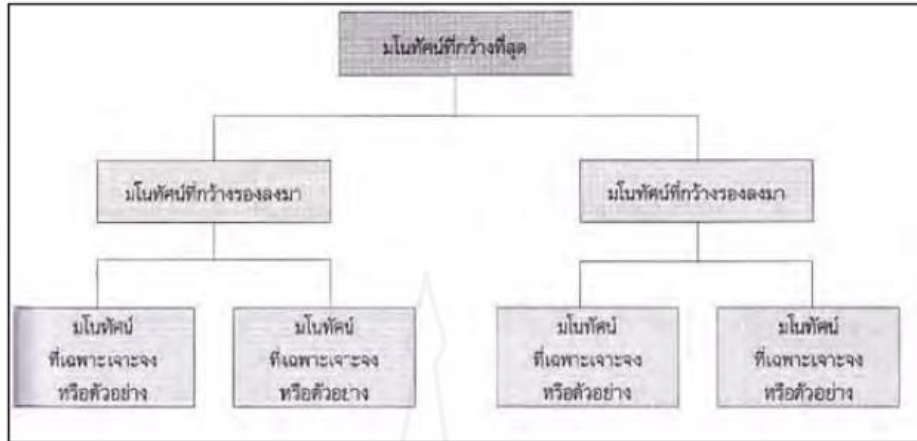 มโนทัศน์ที่กว้างที่สุด
มโนทัศน์ที่กว้างรองลงมา
มโนทัศน์ที่กว้างรองลงมา
มโนทัศน์
ที่เฉพาะเจาะจง
หรือตัวอย่าง
มโนทัศน์
ที่เฉพาะเจาะจง
หรือตัวอย่าง
มโนทัศน์
ที่เฉพาะเจาะจง
หรือตัวอย่าง
มโนทัศน์
ที่เฉพาะเจาะจง
หรือตัวอย่าง